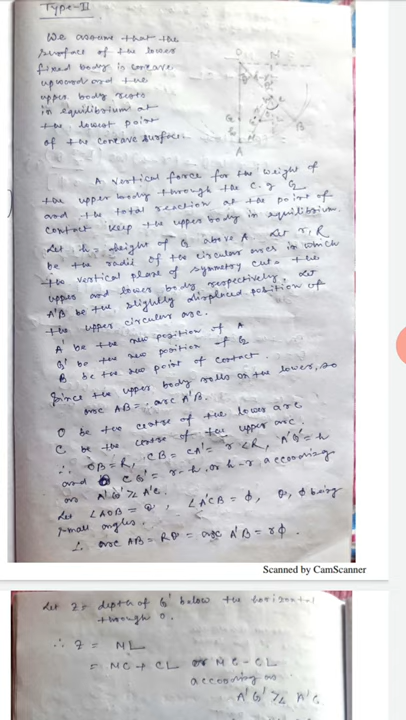 Type-II
We assume that the
surface of the lower
fixed body is concave
upward and the
upper body rests
in equilibrium at
the lowest point
of the concave surface.
A vertical force for the weight of
the upper body through the c.g G
and the total reaction at the point of
contact keep the upper body in equilibrium.
Let h = height of G above A. Let r, R
be the radii of the circular arcs in which
the vertical plane of symmetry cuts the
upper and lower body respectively. Let
A'B be the slightly displaced position of
the upper circular arc.
A' be the new position of A
G' be the new position of G
B be the new point of contact.
Since the upper body rolls on the lower, so
arc AB = arc A'B.
O be the centre of the lower arc
C be the centre of the upper arc.
∴ OB = R, CB = CA' = r < R, A'G' = h
and CG' = r-h, or h-r according
as A'G' ≷ A'C.
Let ∠AOB = θ, ∠A'CB = φ, θ, φ being
small angles.
∴ arc AB = Rθ = arc A'B = rφ.
Scanned by CamScanner
Let z = depth of G' below the horizontal
through O.
∴ z = NL
= MC + CL or MC - CL
according as
A'G' ≷ A'C